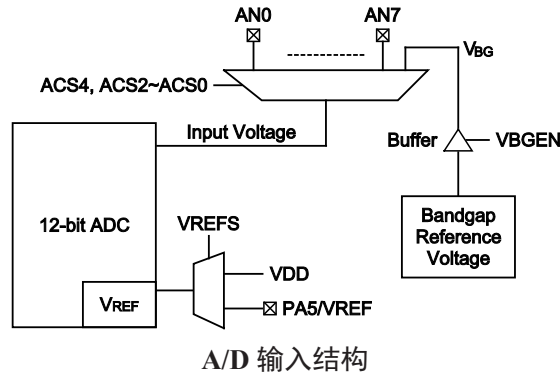 AN0
AN7
VBG
ACS4, ACS2~ACS0
Input Voltage
Buffer
VBGEN
12-bit ADC
VREFS
Bandgap
Reference
Voltage
VDD
VREF
PA5/VREF
A/D 输入结构